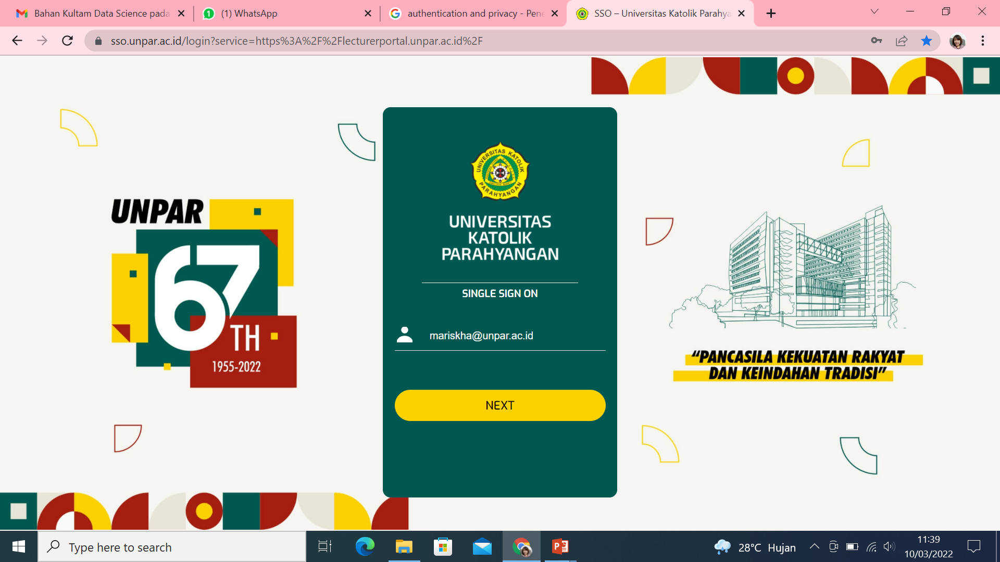 Bahan Kultam Data Science pada
(1) WhatsApp
authentication and privacy - Pene
SSO – Universitas Katolik Parahya
sso.unpar.ac.id/login?service=https%3A%2F%2Flecturerportal.unpar.ac.id%2F
UNPAR
67
TH
1955-2022
UNIVERSITAS KATOLIK
PARAHYANGAN
UNIVERSITAS
KATOLIK
PARAHYANGAN
SINGLE SIGN ON
mariskha@unpar.ac.id
NEXT
“PANCASILA KEKUATAN RAKYAT
DAN KEINDAHAN TRADISI”
Type here to search
28°C Hujan
11:39
10/03/2022